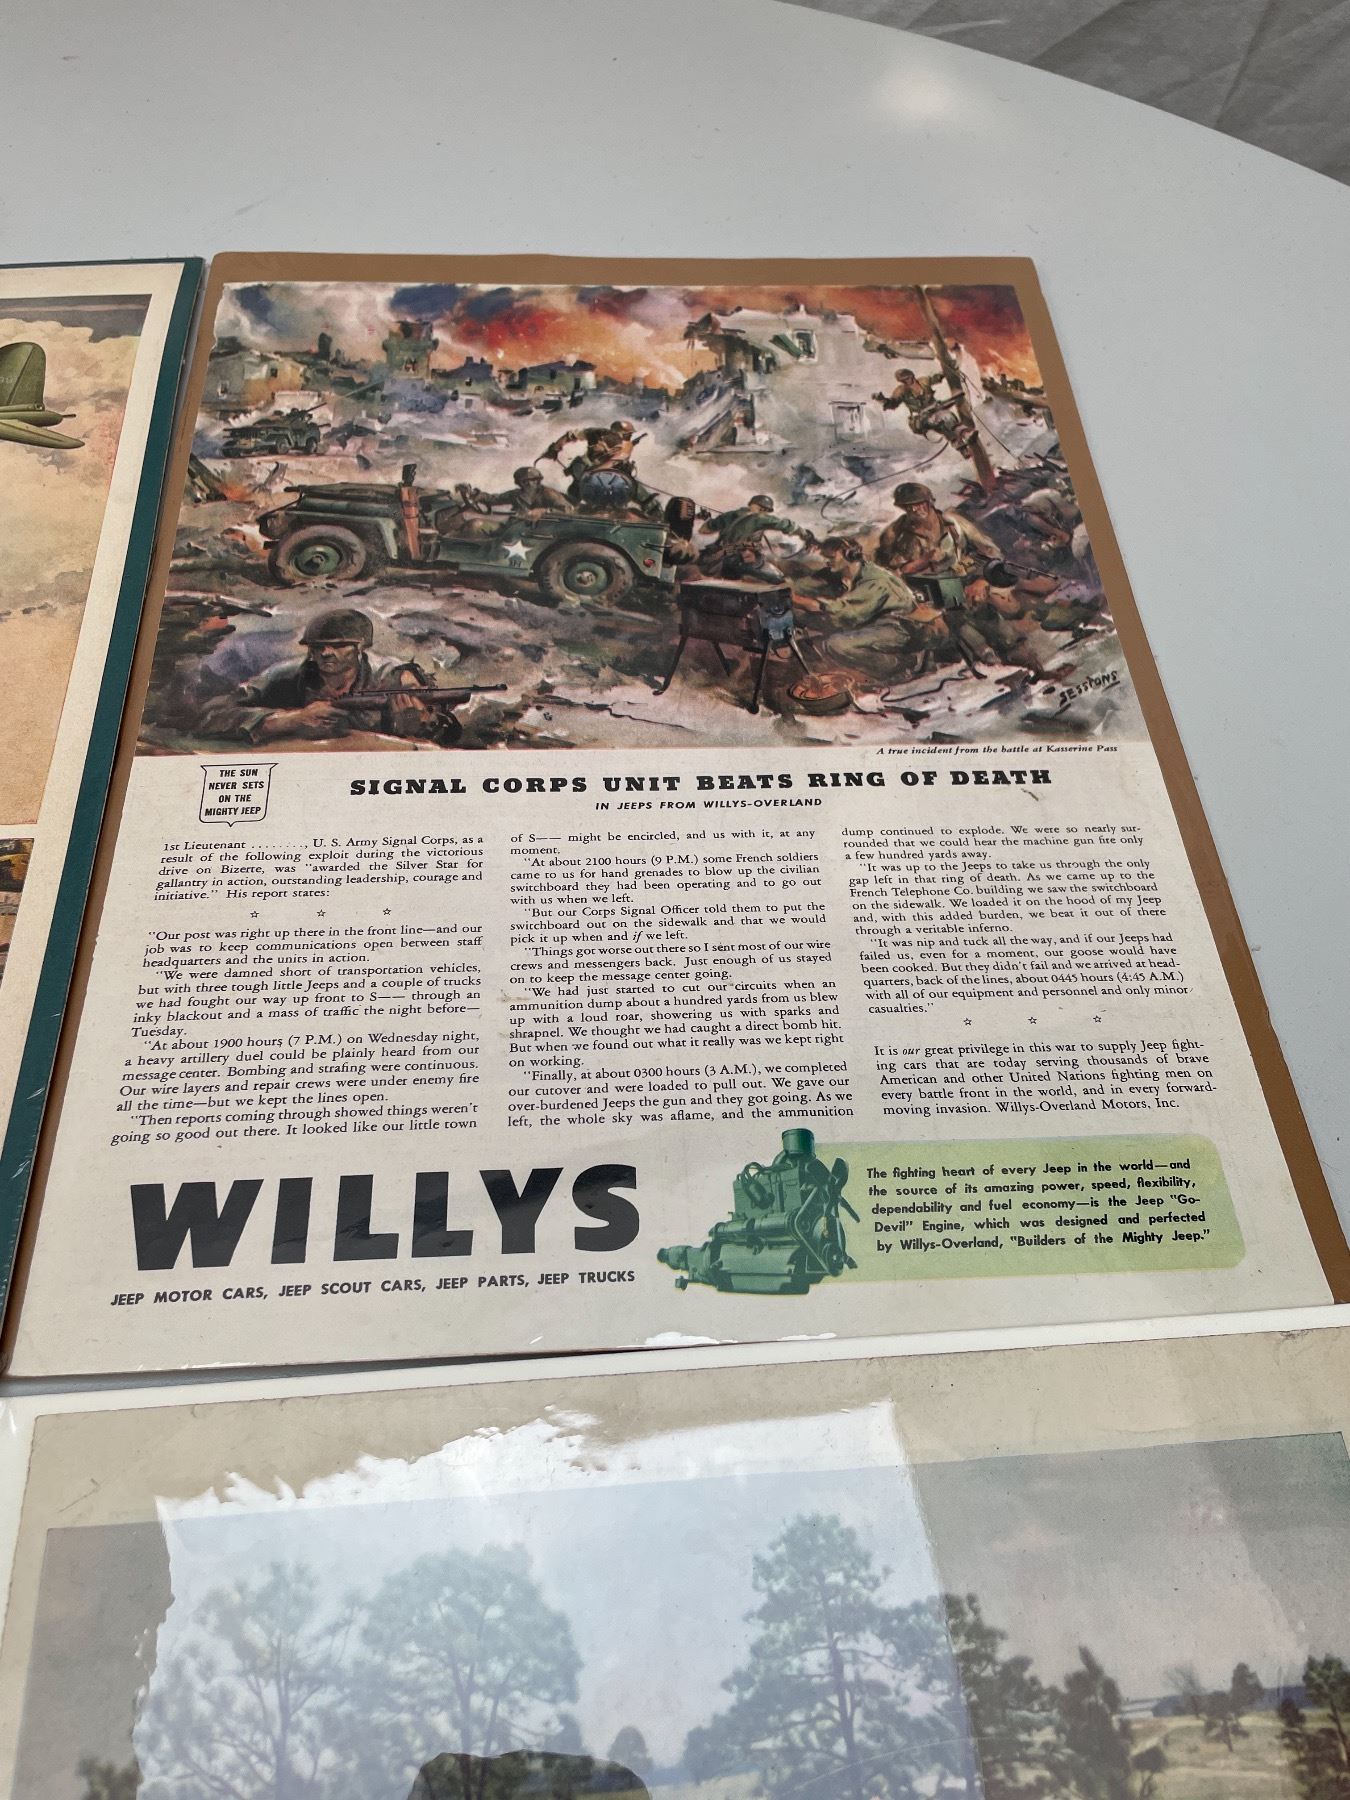 SESSIONS
A true incident from the battle at Kasserine Pass
THE SUN
NEVER SETS
ON THE
MIGHTY JEEP
SIGNAL CORPS UNIT BEATS RING OF DEATH
IN JEEPS FROM WILLYS-OVERLAND
1st Lieutenant ........, U. S. Army Signal Corps, as a
result of the following exploit during the victorious
drive on Bizerte, was "awarded the Silver Star for
gallantry in action, outstanding leadership, courage and
initiative." His report states:
☆ ☆ ☆
"Our post was right up there in the front line—and our
job was to keep communications open between staff
headquarters and the units in action.
"We were damned short of transportation vehicles,
but with three tough little Jeeps and a couple of trucks
we had fought our way up front to S—— through an
inky blackout and a mass of traffic the night before—
Tuesday.
"At about 1900 hours (7 P.M.) on Wednesday night,
a heavy artillery duel could be plainly heard from our
message center. Bombing and strafing were continuous.
Our wire layers and repair crews were under enemy fire
all the time—but we kept the lines open.
"Then reports coming through showed things weren't
going so good out there. It looked like our little town
of S—— might be encircled, and us with it, at any
moment.
"At about 2100 hours (9 P.M.) some French soldiers
came to us for hand grenades to blow up the civilian
switchboard they had been operating and to go out
with us when we left.
"But our Corps Signal Officer told them to put the
switchboard out on the sidewalk and that we would
pick it up when and if we left.
"Things got worse out there so I sent most of our wire
crews and messengers back. Just enough of us stayed
on to keep the message center going.
"We had just started to cut our circuits when an
ammunition dump about a hundred yards from us blew
up with a loud roar, showering us with sparks and
shrapnel. We thought we had caught a direct bomb hit.
But when we found out what it really was we kept right
on working.
"Finally, at about 0300 hours (3 A.M.), we completed
our cutover and were loaded to pull out. We gave our
over-burdened Jeeps the gun and they got going. As we
left, the whole sky was aflame, and the ammunition
dump continued to explode. We were so nearly sur-
rounded that we could hear the machine gun fire only
a few hundred yards away.
"It was up to the Jeeps to take us through the only
gap left in that ring of death. As we came up to the
French Telephone Co. building we saw the switchboard
on the sidewalk. We loaded it on the hood of my Jeep
and, with this added burden, we beat it out of there
through a veritable inferno.
"It was nip and tuck all the way, and if our Jeeps had
failed us, even for a moment, our goose would have
been cooked. But they didn't fail and we arrived at head-
quarters, back of the lines, about 0445 hours (4:45 A.M.)
with all of our equipment and personnel and only minor
casualties."
☆ ☆ ☆
It is our great privilege in this war to supply Jeep fight-
ing cars that are today serving thousands of brave
American and other United Nations fighting men on
every battle front in the world, and in every forward-
moving invasion. Willys-Overland Motors, Inc.
WILLYS
JEEP MOTOR CARS, JEEP SCOUT CARS, JEEP PARTS, JEEP TRUCKS
The fighting heart of every Jeep in the world—and
the source of its amazing power, speed, flexibility,
dependability and fuel economy—is the Jeep "Go-
Devil" Engine, which was designed and perfected
by Willys-Overland, "Builders of the Mighty Jeep."